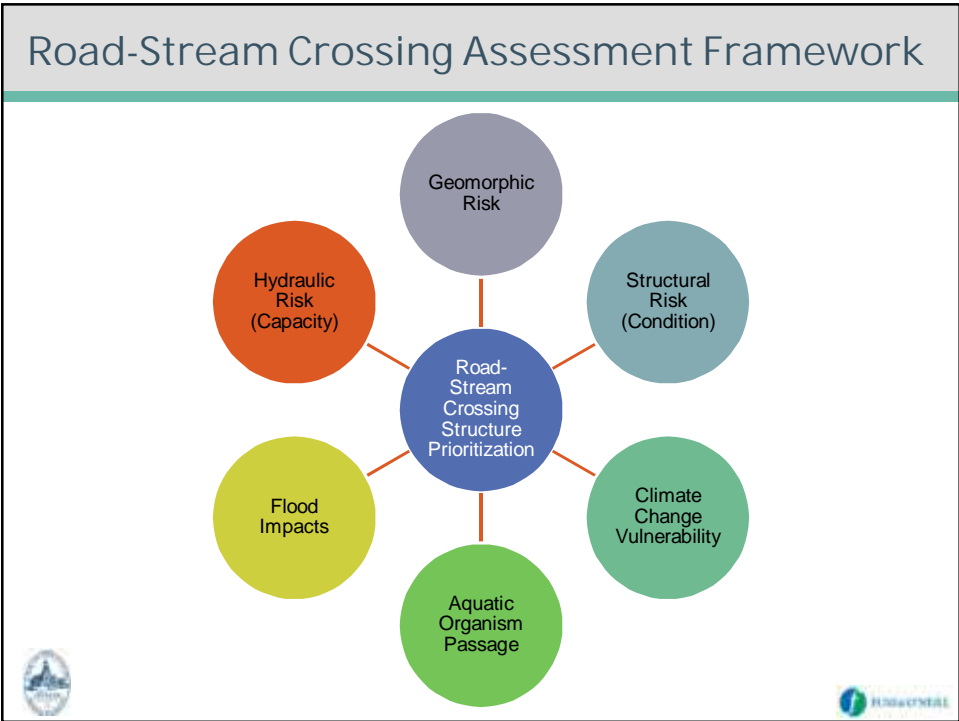 Road-Stream Crossing Assessment Framework
Geomorphic
Risk
Hydraulic
Risk
(Capacity)
Structural
Risk
(Condition)
Road-
Stream
Crossing
Structure
Prioritization
Flood
Impacts
Climate
Change
Vulnerability
Aquatic
Organism
Passage